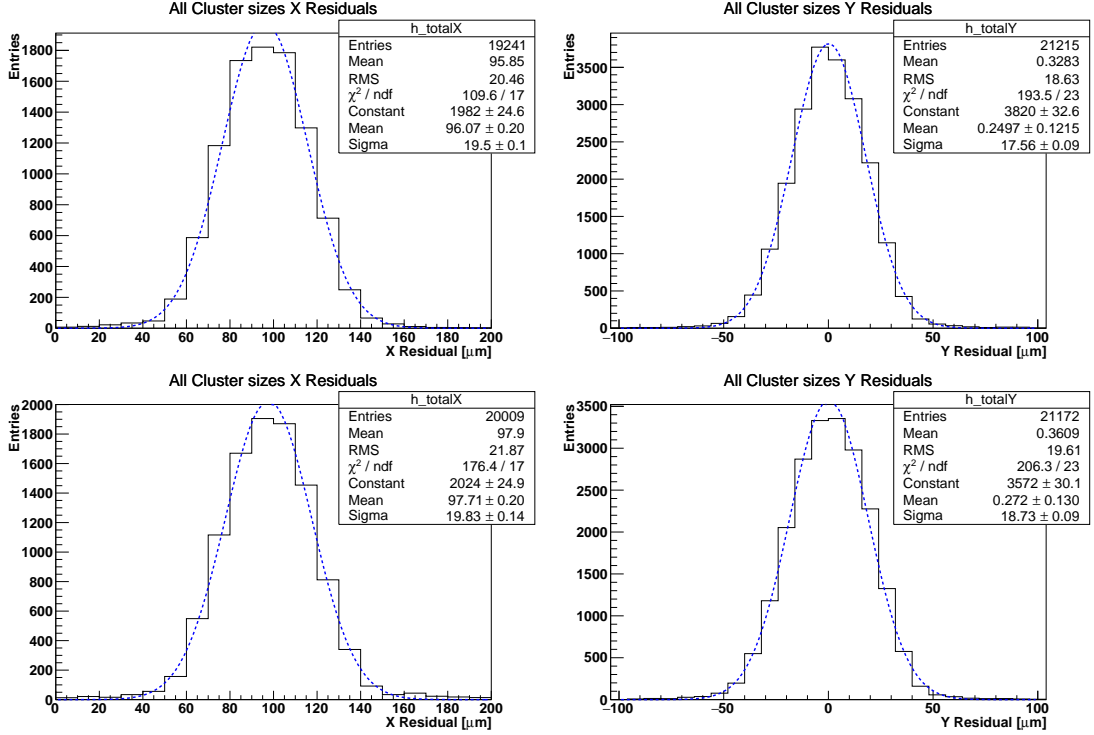 All Cluster sizes X Residuals
h_totalX
Entries 19241
Mean 95.85
RMS 20.46
χ² / ndf 109.6 / 17
Constant 1982 ± 24.6
Mean 96.07 ± 0.20
Sigma 19.5 ± 0.1
Entries
1800
1600
1400
1200
1000
800
600
400
200
0
0 20 40 60 80 100 120 140 160 180 200
X Residual [μm]
All Cluster sizes Y Residuals
h_totalY
Entries 21215
Mean 0.3283
RMS 18.63
χ² / ndf 193.5 / 23
Constant 3820 ± 32.6
Mean 0.2497 ± 0.1215
Sigma 17.56 ± 0.09
Entries
3500
3000
2500
2000
1500
1000
500
0
−100 −50 0 50 100
Y Residual [μm]
All Cluster sizes X Residuals
h_totalX
Entries 20009
Mean 97.9
RMS 21.87
χ² / ndf 176.4 / 17
Constant 2024 ± 24.9
Mean 97.71 ± 0.20
Sigma 19.83 ± 0.14
Entries
2000
1800
1600
1400
1200
1000
800
600
400
200
0
0 20 40 60 80 100 120 140 160 180 200
X Residual [μm]
All Cluster sizes Y Residuals
h_totalY
Entries 21172
Mean 0.3609
RMS 19.61
χ² / ndf 206.3 / 23
Constant 3572 ± 30.1
Mean 0.272 ± 0.130
Sigma 18.73 ± 0.09
Entries
3500
3000
2500
2000
1500
1000
500
0
−100 −50 0 50 100
Y Residual [μm]